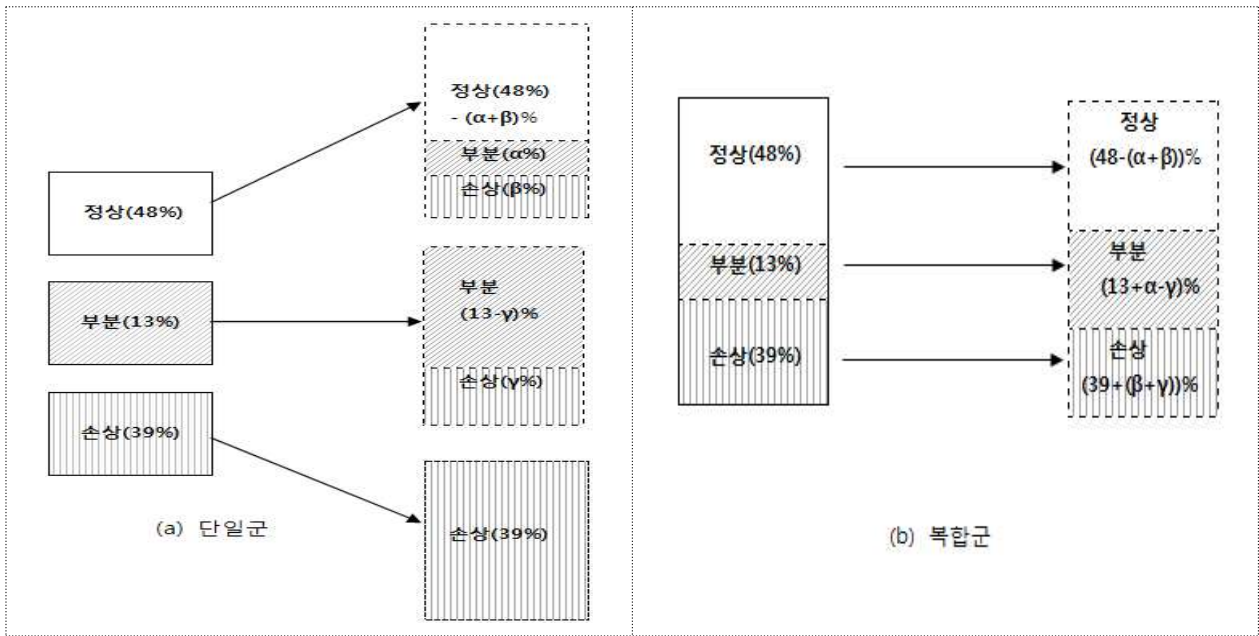 정상(48%)
부분(13%)
손상(39%)
정상(48%)
- (α+β)%
부분(α%)
손상(β%)
부분
(13-γ)%
손상(γ%)
손상(39%)
(a) 단일군
정상(48%)
부분(13%)
손상(39%)
정상
(48-(α+β))%
부분
(13+α-γ)%
손상
(39+(β+γ))%
(b) 복합군